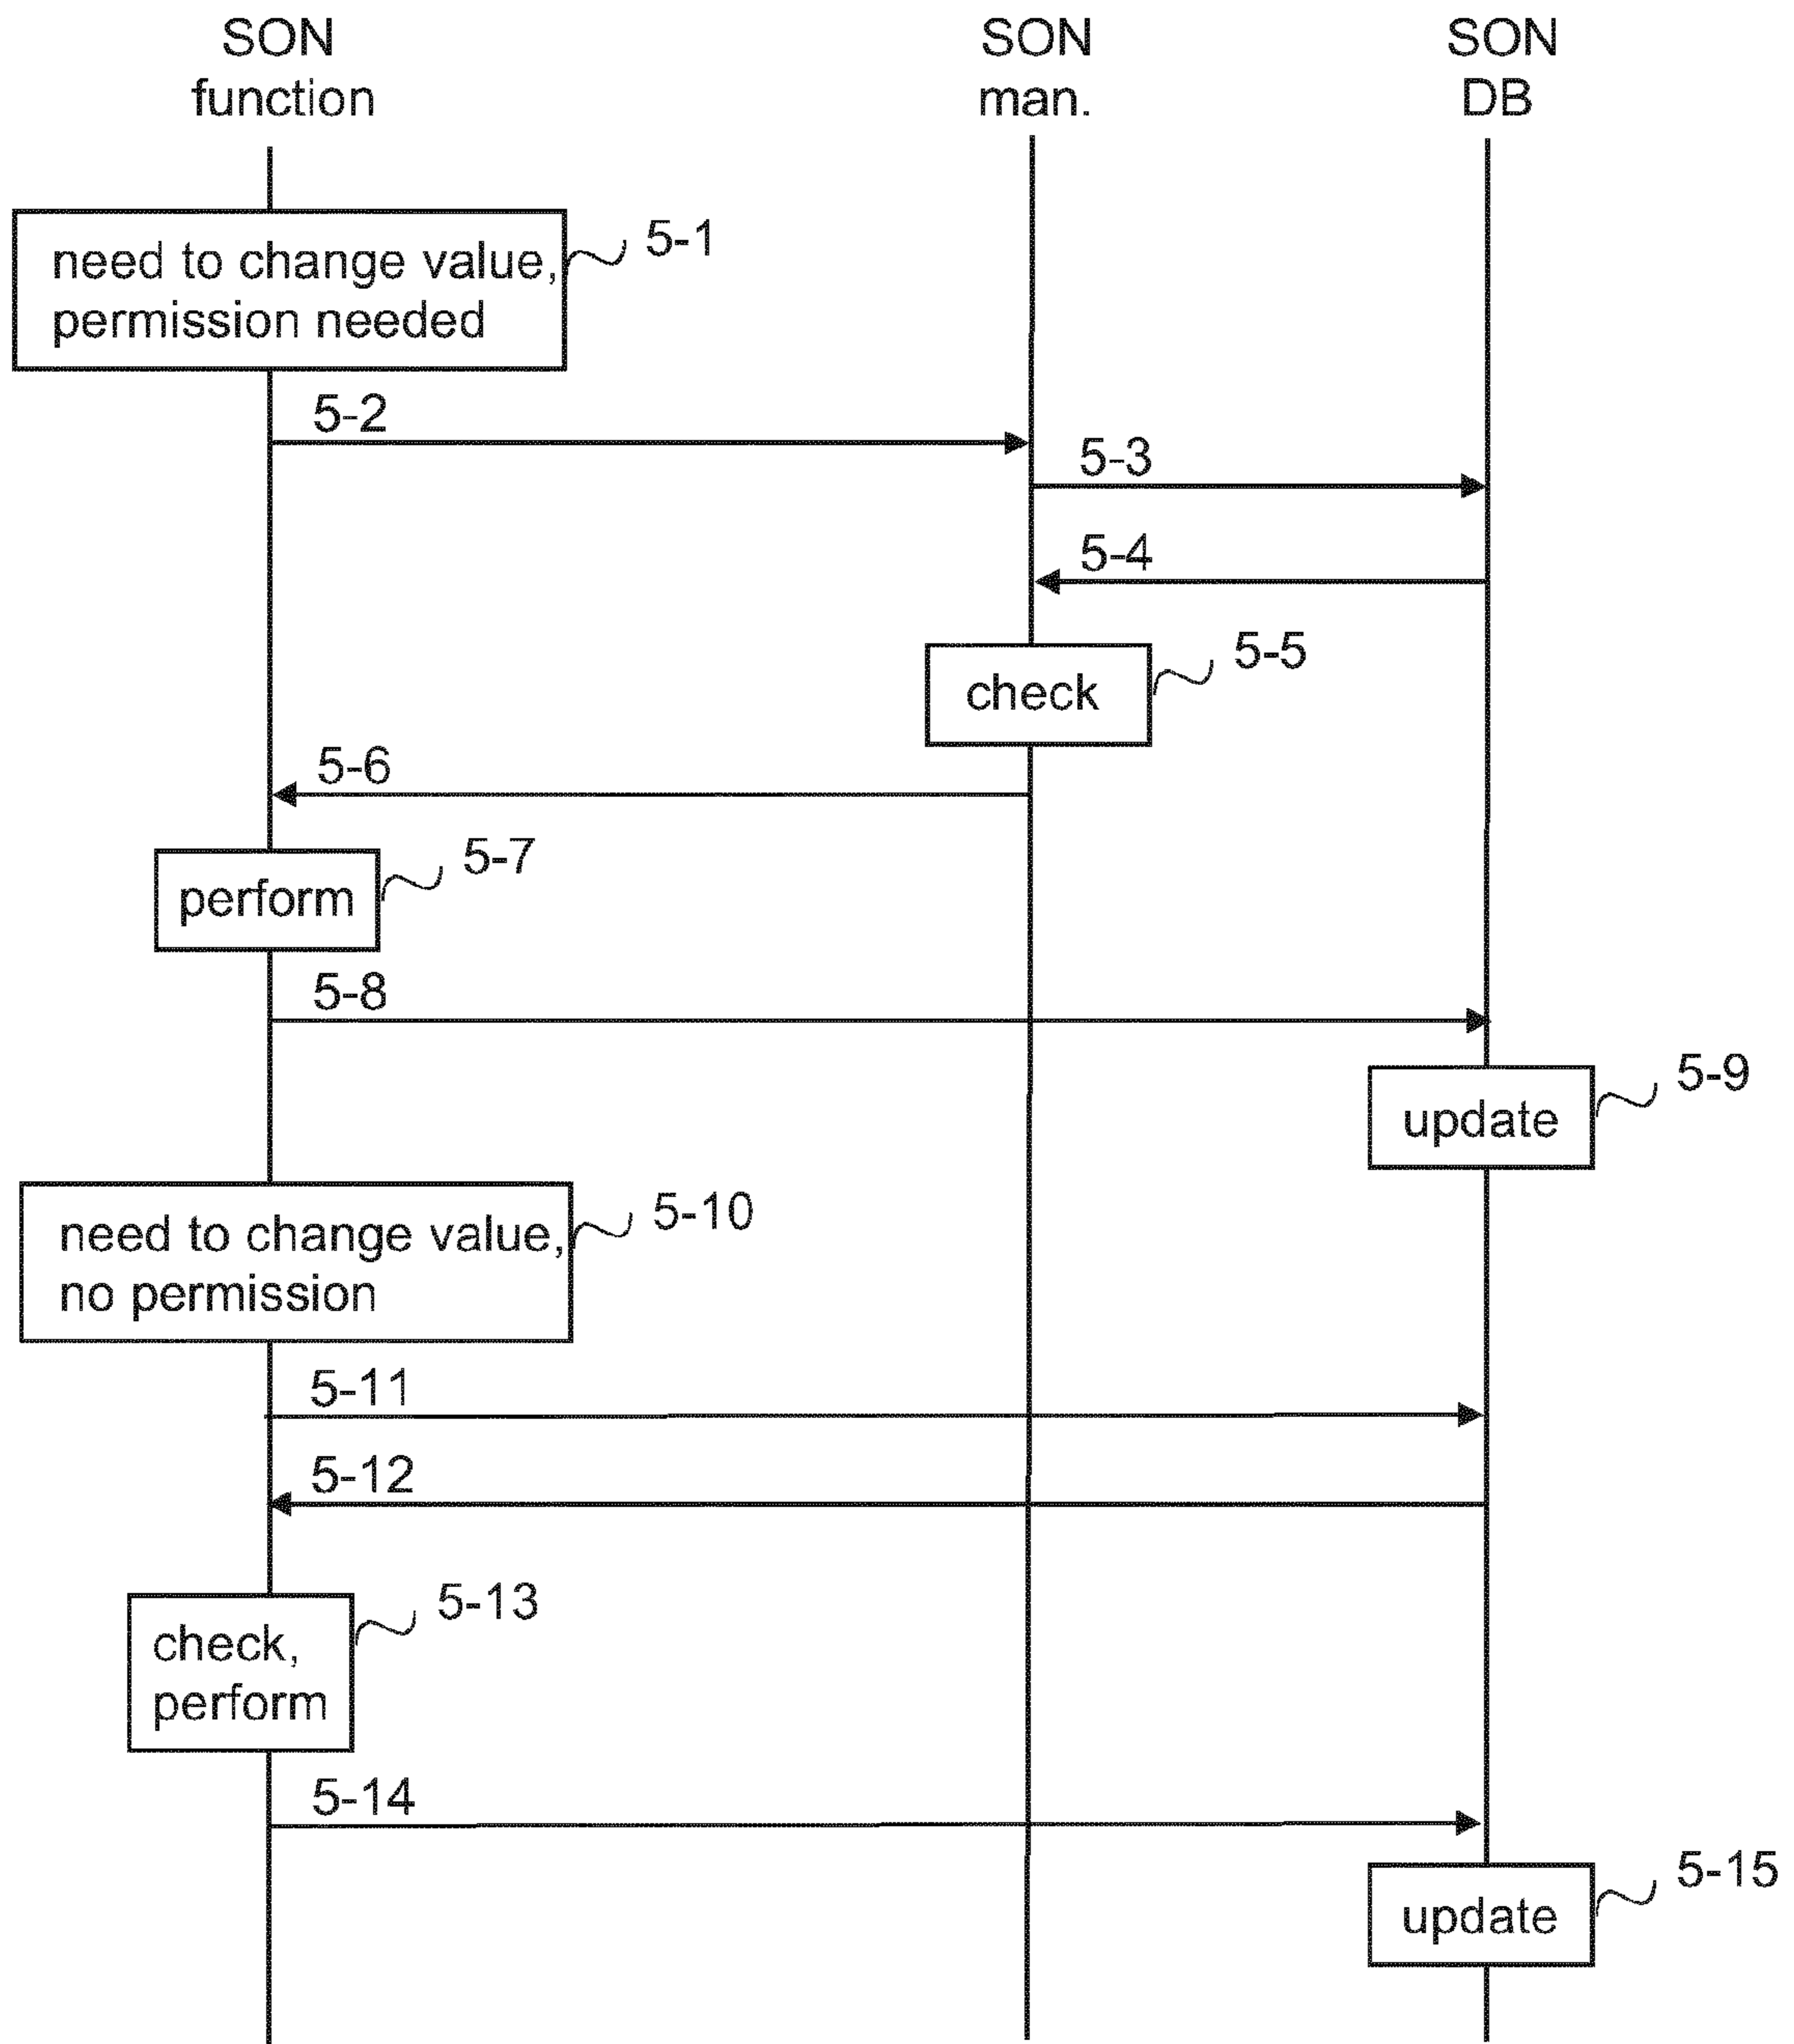 SON
function
SON
man.
SON
DB
need to change value,
permission needed
5-1
5-2
5-3
5-4
check
5-5
5-6
perform
5-7
5-8
update
5-9
need to change value,
no permission
5-10
5-11
5-12
check,
perform
5-13
5-14
update
5-15